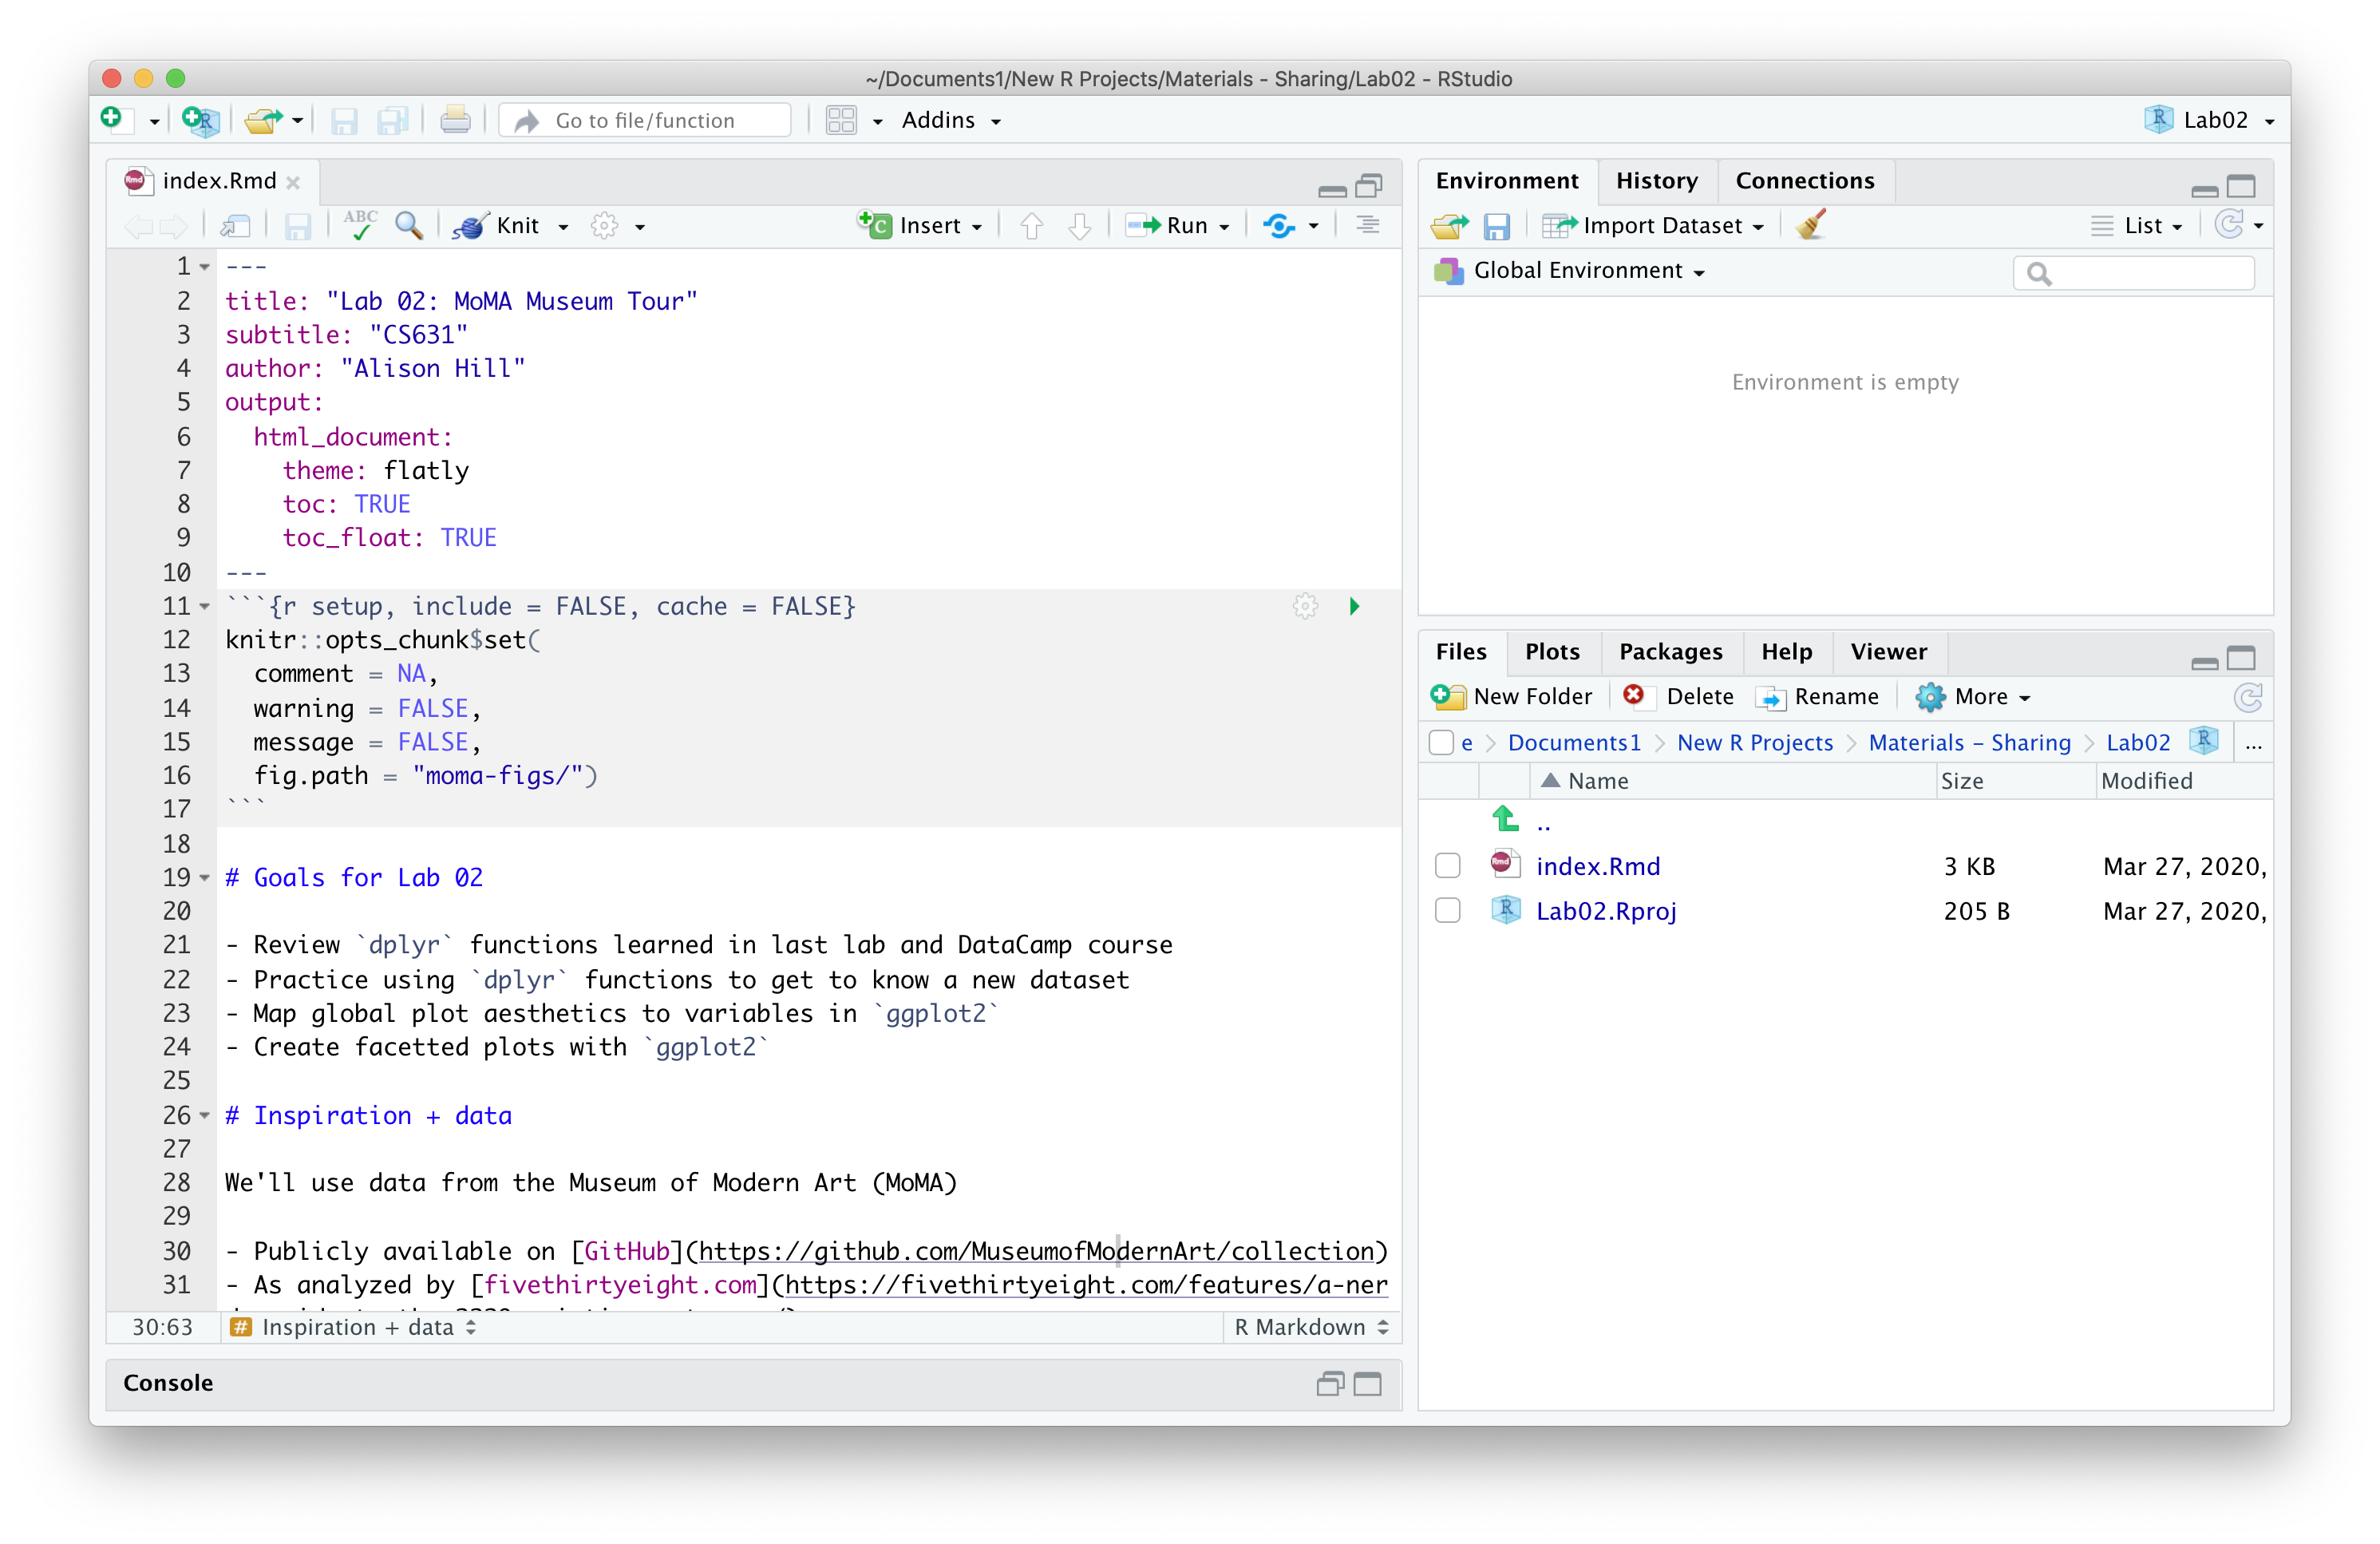 ~/Documents1/New R Projects/Materials - Sharing/Lab02 - RStudio
Go to file/function
Addins
Lab02
index.Rmd
ABC
Knit
Insert
Run
1 ---
2 title: "Lab 02: MoMA Museum Tour"
3 subtitle: "CS631"
4 author: "Alison Hill"
5 output:
6 html_document:
7 theme: flatly
8 toc: TRUE
9 toc_float: TRUE
10 ---
11 ```{r setup, include = FALSE, cache = FALSE}
12 knitr::opts_chunk$set(
13 comment = NA,
14 warning = FALSE,
15 message = FALSE,
16 fig.path = "moma-figs/")
17 ```
18
19 # Goals for Lab 02
20
21 - Review `dplyr` functions learned in last lab and DataCamp course
22 - Practice using `dplyr` functions to get to know a new dataset
23 - Map global plot aesthetics to variables in `ggplot2`
24 - Create facetted plots with `ggplot2`
25
26 # Inspiration + data
27
28 We'll use data from the Museum of Modern Art (MoMA)
29
30 - Publicly available on [GitHub](https://github.com/MuseumofModernArt/collection)
31 - As analyzed by [fivethirtyeight.com](https://fivethirtyeight.com/features/a-ner
30:63 # Inspiration + data R Markdown
Console
Environment History Connections
Import Dataset List
Global Environment
Environment is empty
Files Plots Packages Help Viewer
New Folder Delete Rename More
e > Documents1 > New R Projects > Materials - Sharing > Lab02 ...
Name Size Modified
..
index.Rmd 3 KB Mar 27, 2020,
Lab02.Rproj 205 B Mar 27, 2020,